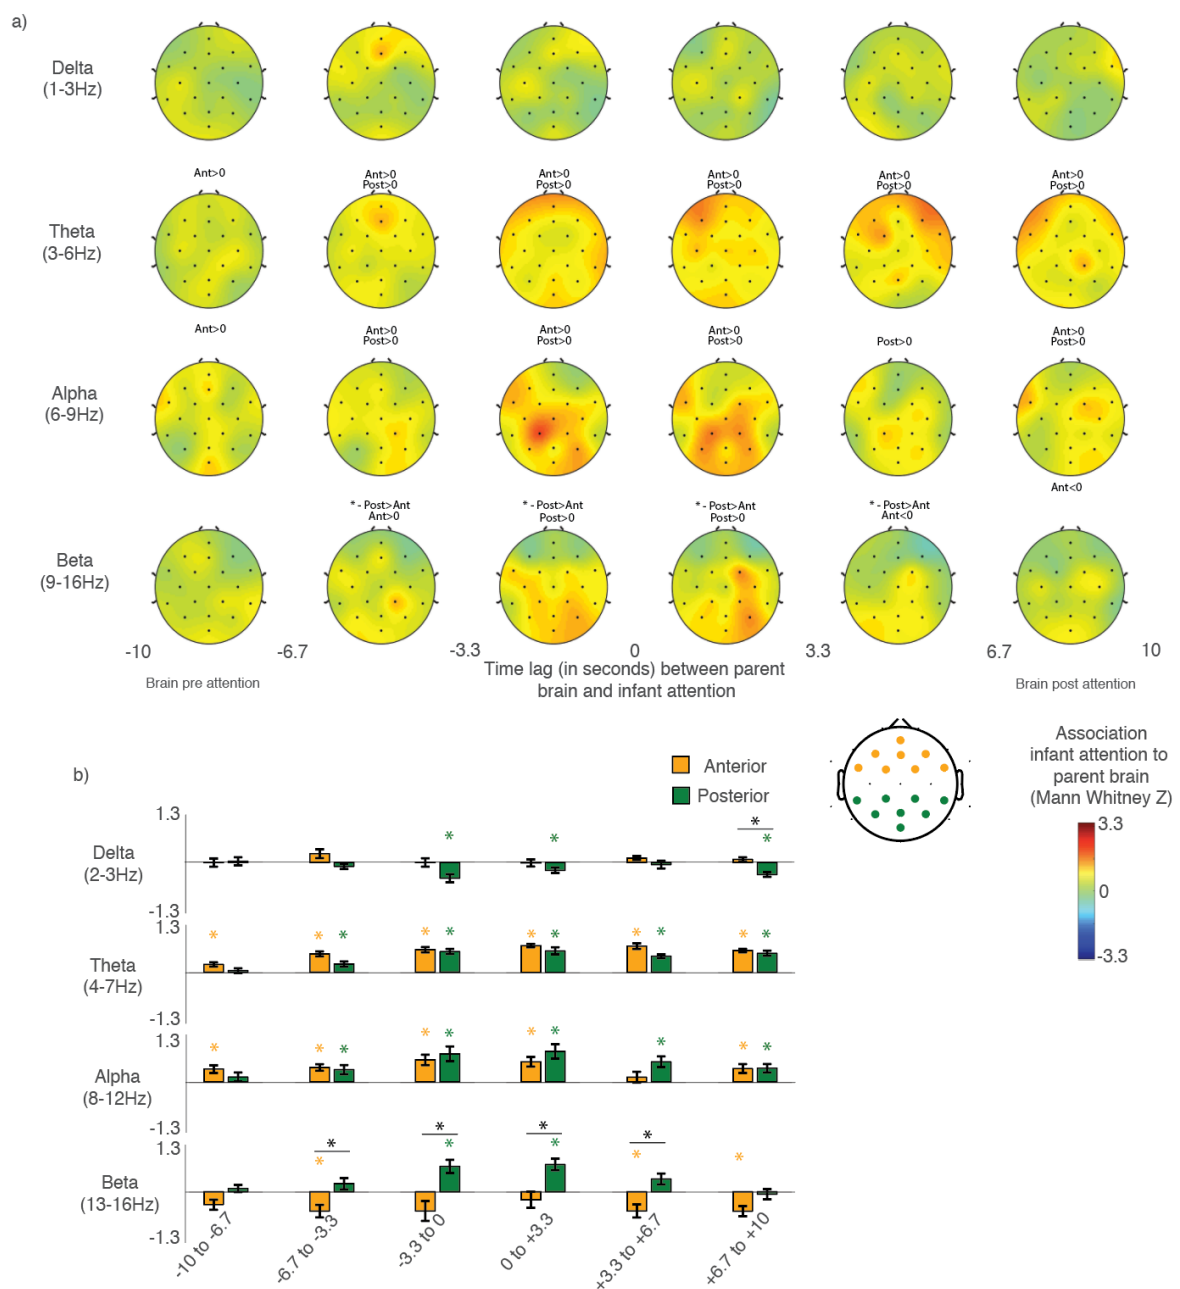 a)
Delta
(1-3Hz)
Ant>0
Ant>0
Post>0
Ant>0
Post>0
Ant>0
Post>0
Ant>0
Post>0
Ant>0
Post>0
Theta
(3-6Hz)
Ant>0
Ant>0
Post>0
Ant>0
Post>0
Ant>0
Post>0
Post>0
Ant>0
Post>0
Alpha
(6-9Hz)
* - Post>Ant
Ant>0
* - Post>Ant
Post>0
* - Post>Ant
Post>0
* - Post>Ant
Ant<0
Ant<0
Beta
(9-16Hz)
-10
-6.7
-3.3
0
3.3
6.7
10
Brain pre attention
Time lag (in seconds) between parent
brain and infant attention
Brain post attention
b)
Anterior
Posterior
Association
infant attention to
parent brain
(Mann Whitney Z)
3.3
0
-3.3
1.3
Delta
(2-3Hz)
* * * *
-1.3
1.3
Theta
(4-7Hz)
* * * * * * * * * * *
-1.3
1.3
Alpha
(8-12Hz)
* * * * * * * * * *
-1.3
1.3
Beta
(13-16Hz)
* * * * * * * * *
-1.3
-10 to -6.7
-6.7 to -3.3
-3.3 to 0
0 to +3.3
+3.3 to +6.7
+6.7 to +10